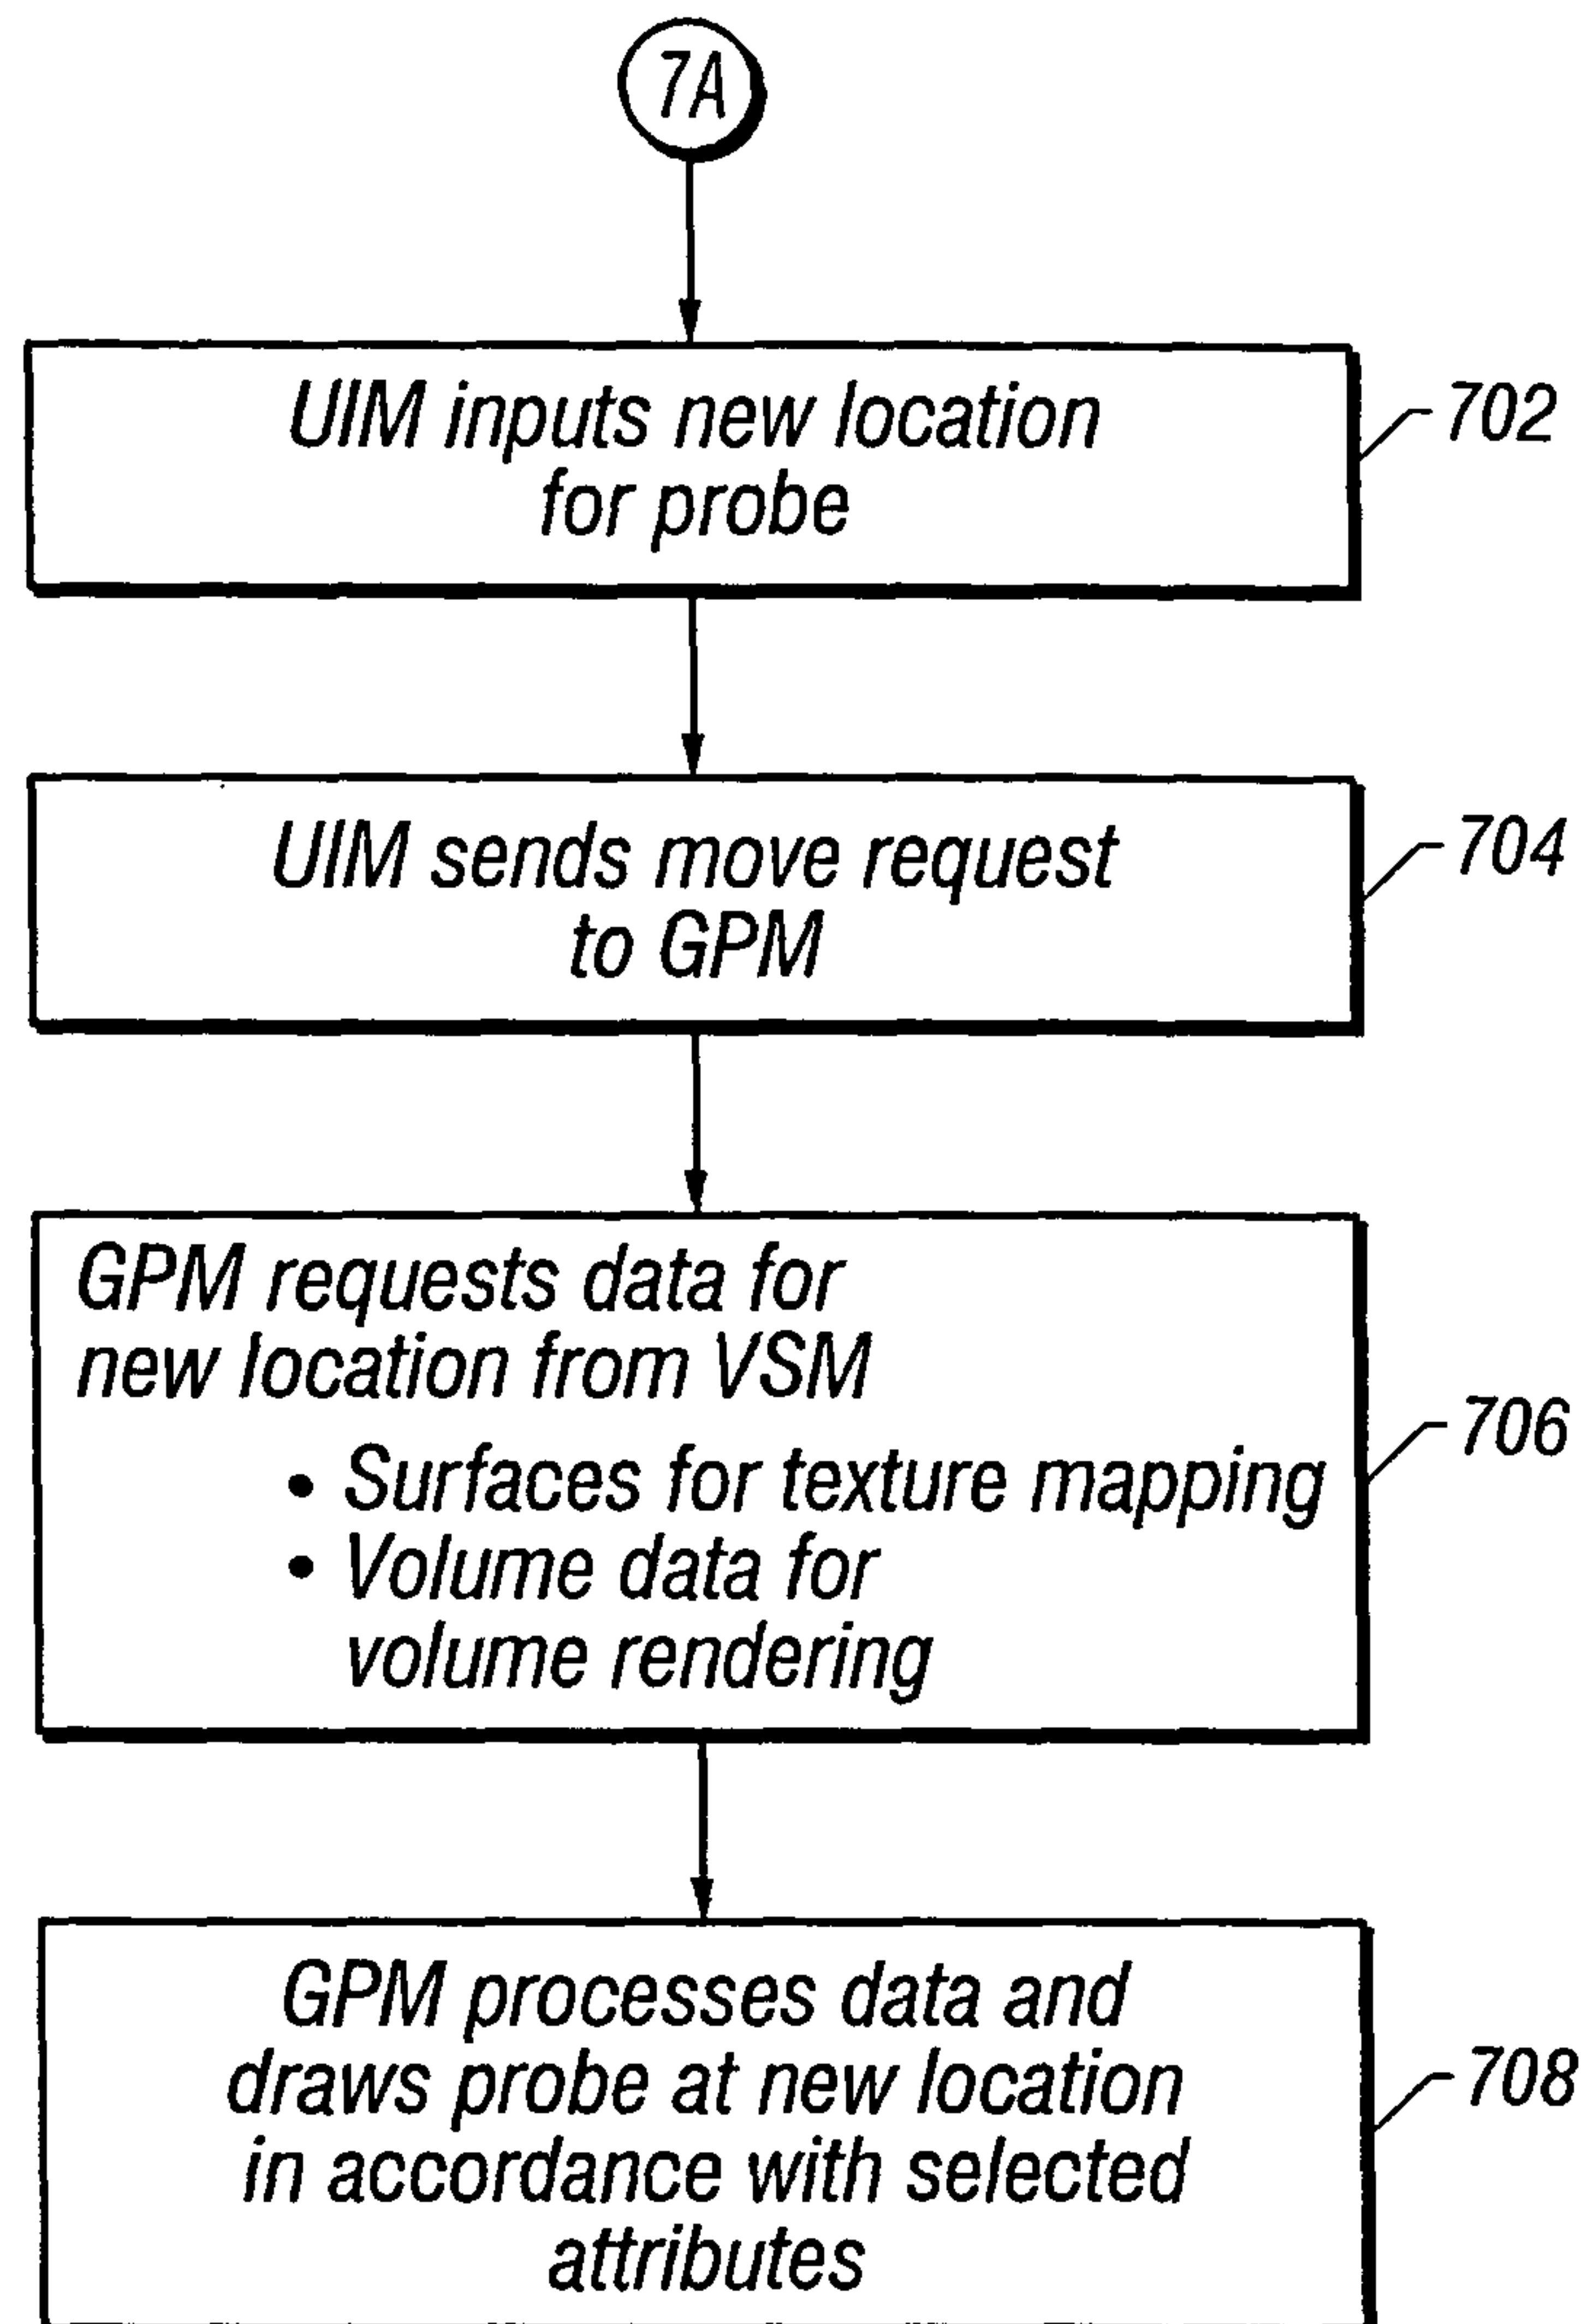 7A
UIM inputs new location
for probe
702
UIM sends move request
to GPM
704
GPM requests data for
new location from VSM
• Surfaces for texture mapping
• Volume data for
volume rendering
706
GPM processes data and
draws probe at new location
in accordance with selected
attributes
708